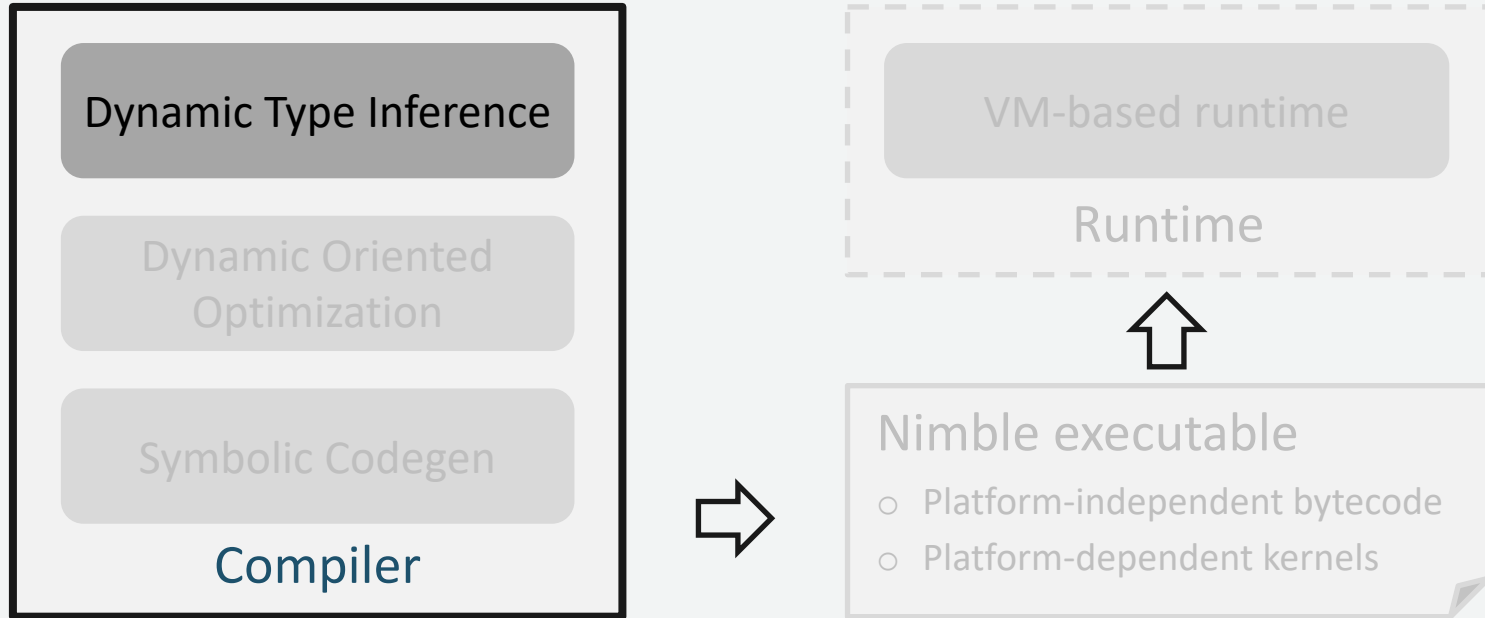 Dynamic Type Inference
Dynamic Oriented
Optimization
Symbolic Codegen
Compiler
VM-based runtime
Runtime
Nimble executable
○ Platform-independent bytecode
○ Platform-dependent kernels